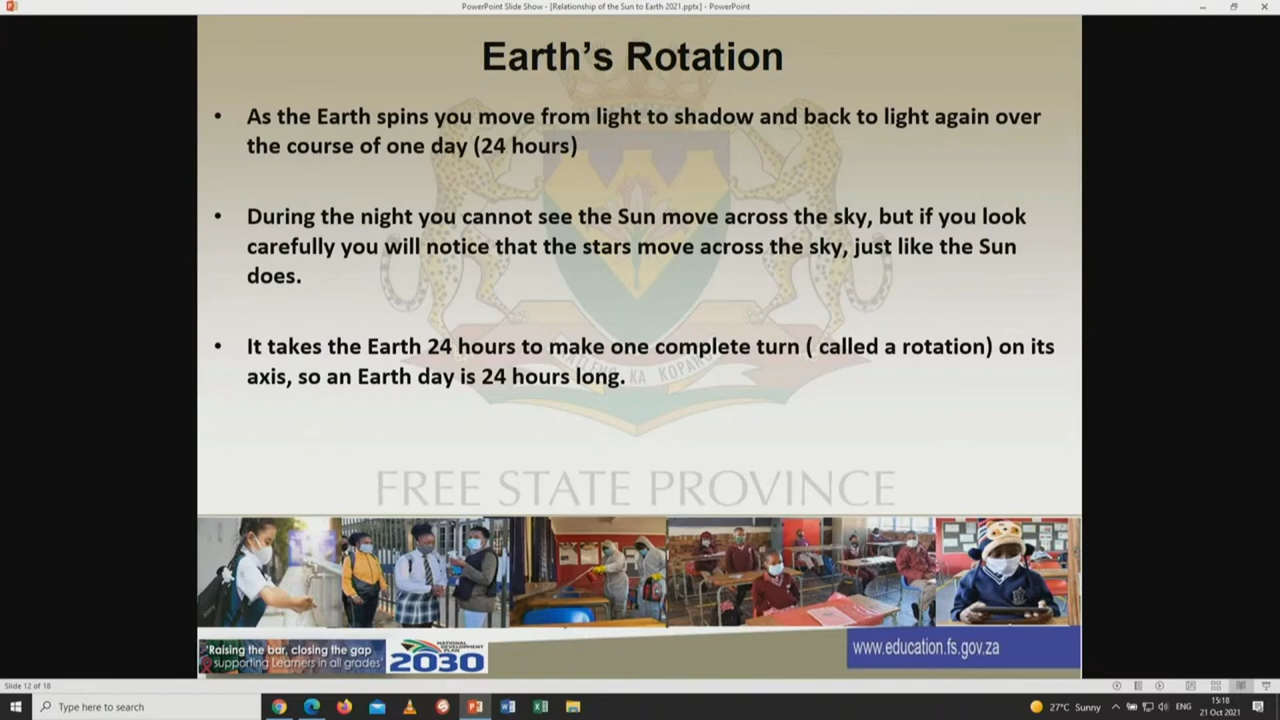 PowerPoint Slide Show - [Relationship of the Sun to Earth 2021.pptx] - PowerPoint
Earth's Rotation
• As the Earth spins you move from light to shadow and back to light again over
the course of one day (24 hours)
• During the night you cannot see the Sun move across the sky, but if you look
carefully you will notice that the stars move across the sky, just like the Sun
does.
• It takes the Earth 24 hours to make one complete turn ( called a rotation) on its
axis, so an Earth day is 24 hours long.
KA KOPANO
FREE STATE PROVINCE
'Raising the bar, closing the gap
supporting Learners in all grades'
NATIONAL
DEVELOPMENT
PLAN
2030
www.education.fs.gov.za
Slide 12 of 18
Type here to search
27°C Sunny
ENG
15:18
21 Oct 2021